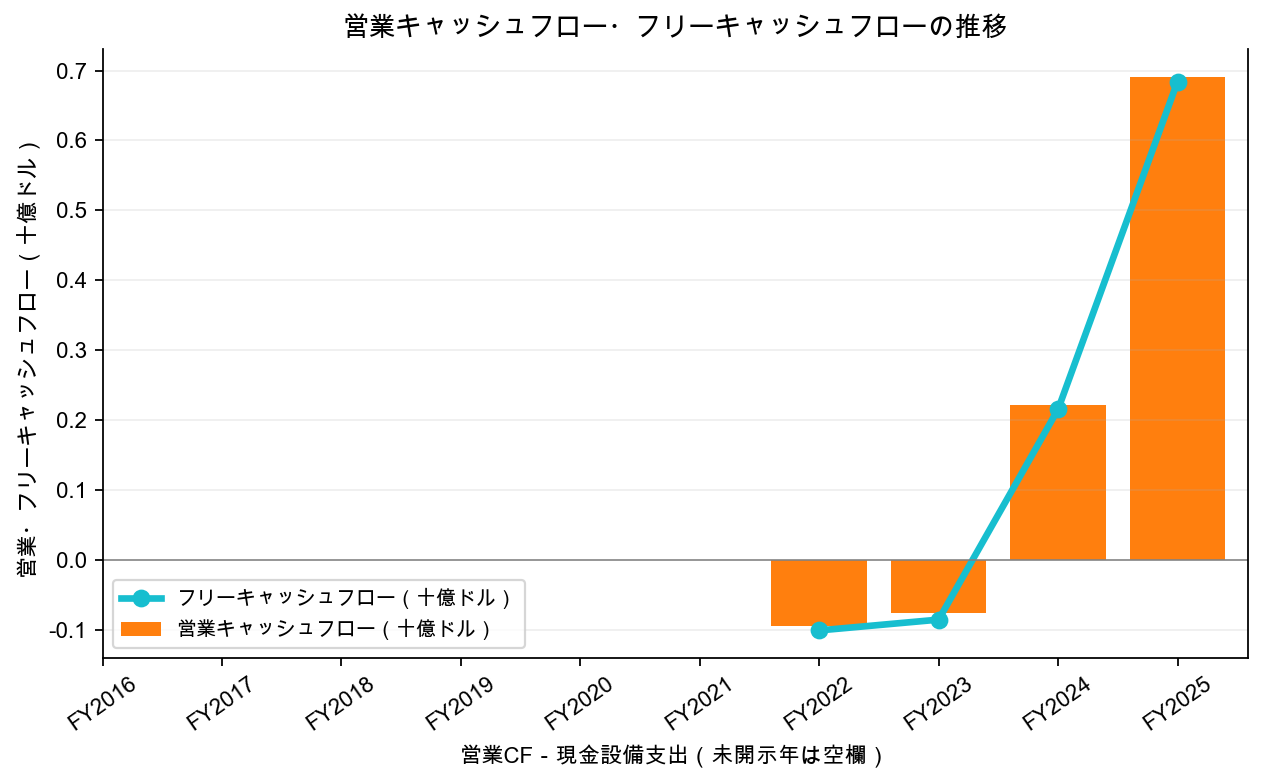 営業キャッシュフロー・フリーキャッシュフローの推移
営業・フリーキャッシュフロー(十億ドル)
0.7
0.6
0.5
0.4
0.3
0.2
0.1
0.0
-0.1
フリーキャッシュフロー(十億ドル)
営業キャッシュフロー(十億ドル)
FY2016
FY2017
FY2018
FY2019
FY2020
FY2021
FY2022
FY2023
FY2024
FY2025
営業CF - 現金設備支出(未開示年は空欄)